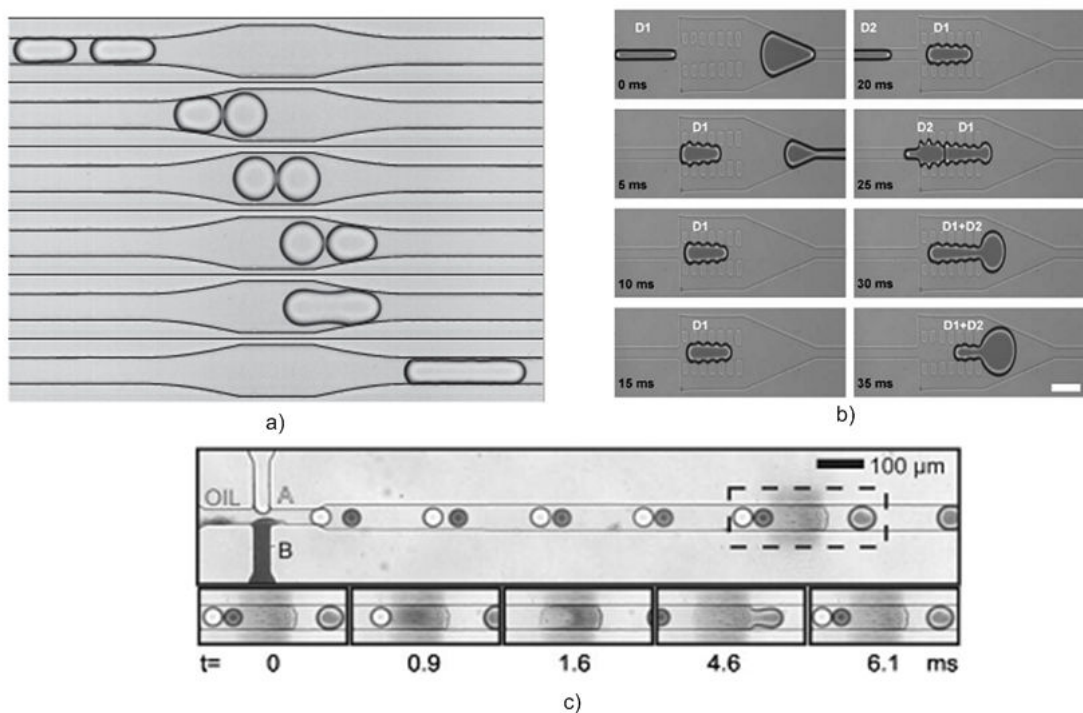 a)
D1
0 ms
D2
D1
20 ms
D1
5 ms
D2
D1
25 ms
D1
10 ms
D1+D2
30 ms
D1
15 ms
D1+D2
35 ms
b)
100 μm
OIL
A
B
t= 0 0.9 1.6 4.6 6.1 ms
c)